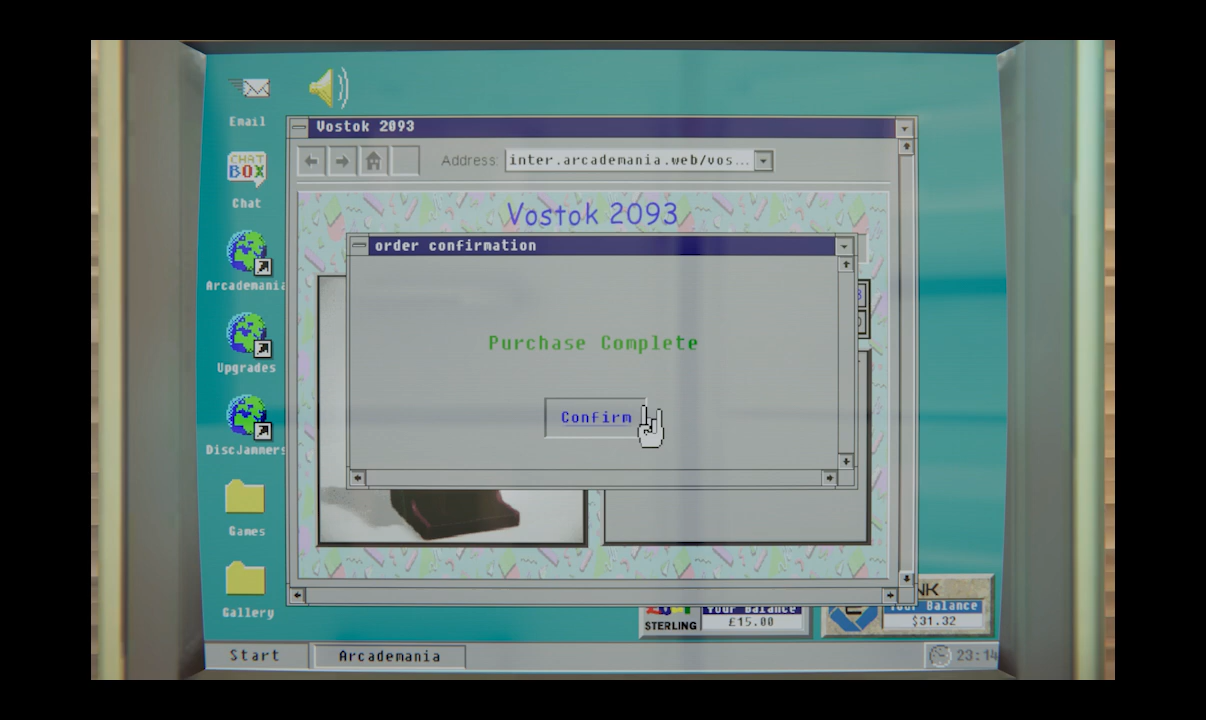 Email
CHAT
BOX
Chat
Arcademania
Upgrades
DiscJammers
Games
Gallery
Vostok 2093
Address: inter.arcademania.web/vos...
Vostok 2093
order confirmation
Purchase Complete
Confirm
STERLING
Your Balance
£15.00
NK
Your Balance
$31.32
Start
Arcademania
23:14